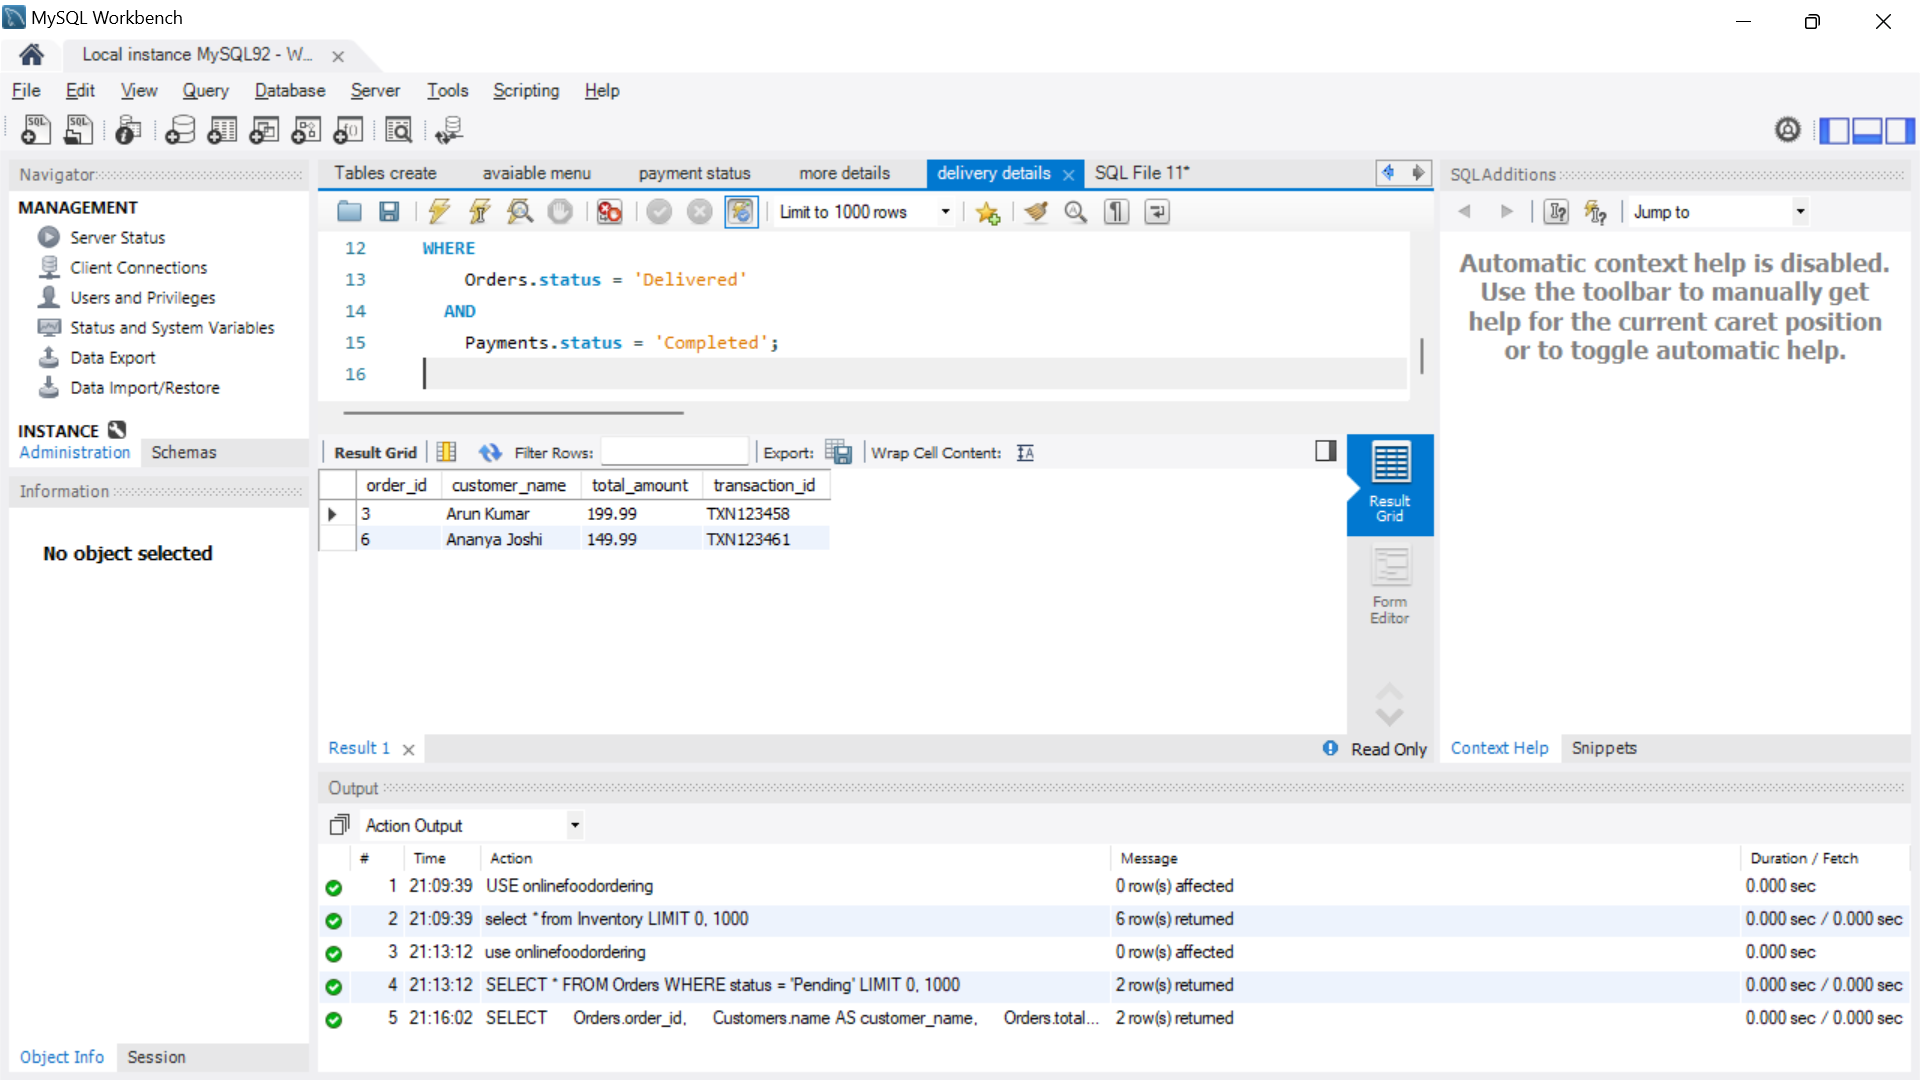 MySQL Workbench
Local instance MySQL92 - W...
File Edit View Query Database Server Tools Scripting Help
Navigator
MANAGEMENT
Server Status
Client Connections
Users and Privileges
Status and System Variables
Data Export
Data Import/Restore
INSTANCE
Administration Schemas
Information
No object selected
Object Info Session
Tables create avaiable menu payment status more details delivery details SQL File 11*
Limit to 1000 rows
12 WHERE
13 Orders.status = 'Delivered'
14 AND
15 Payments.status = 'Completed';
16
Result Grid Filter Rows: Export: Wrap Cell Content:
order_id customer_name total_amount transaction_id
3 Arun Kumar 199.99 TXN123458
6 Ananya Joshi 149.99 TXN123461
Result Grid
Form Editor
Result 1 Read Only
SQLAdditions
Jump to
Automatic context help is disabled.
Use the toolbar to manually get
help for the current caret position
or to toggle automatic help.
Context Help Snippets
Output
Action Output
# Time Action Message Duration / Fetch
1 21:09:39 USE onlinefoodordering 0 row(s) affected 0.000 sec
2 21:09:39 select * from Inventory LIMIT 0, 1000 6 row(s) returned 0.000 sec / 0.000 sec
3 21:13:12 use onlinefoodordering 0 row(s) affected 0.000 sec
4 21:13:12 SELECT * FROM Orders WHERE status = 'Pending' LIMIT 0, 1000 2 row(s) returned 0.000 sec / 0.000 sec
5 21:16:02 SELECT Orders.order_id, Customers.name AS customer_name, Orders.total... 2 row(s) returned 0.000 sec / 0.000 sec